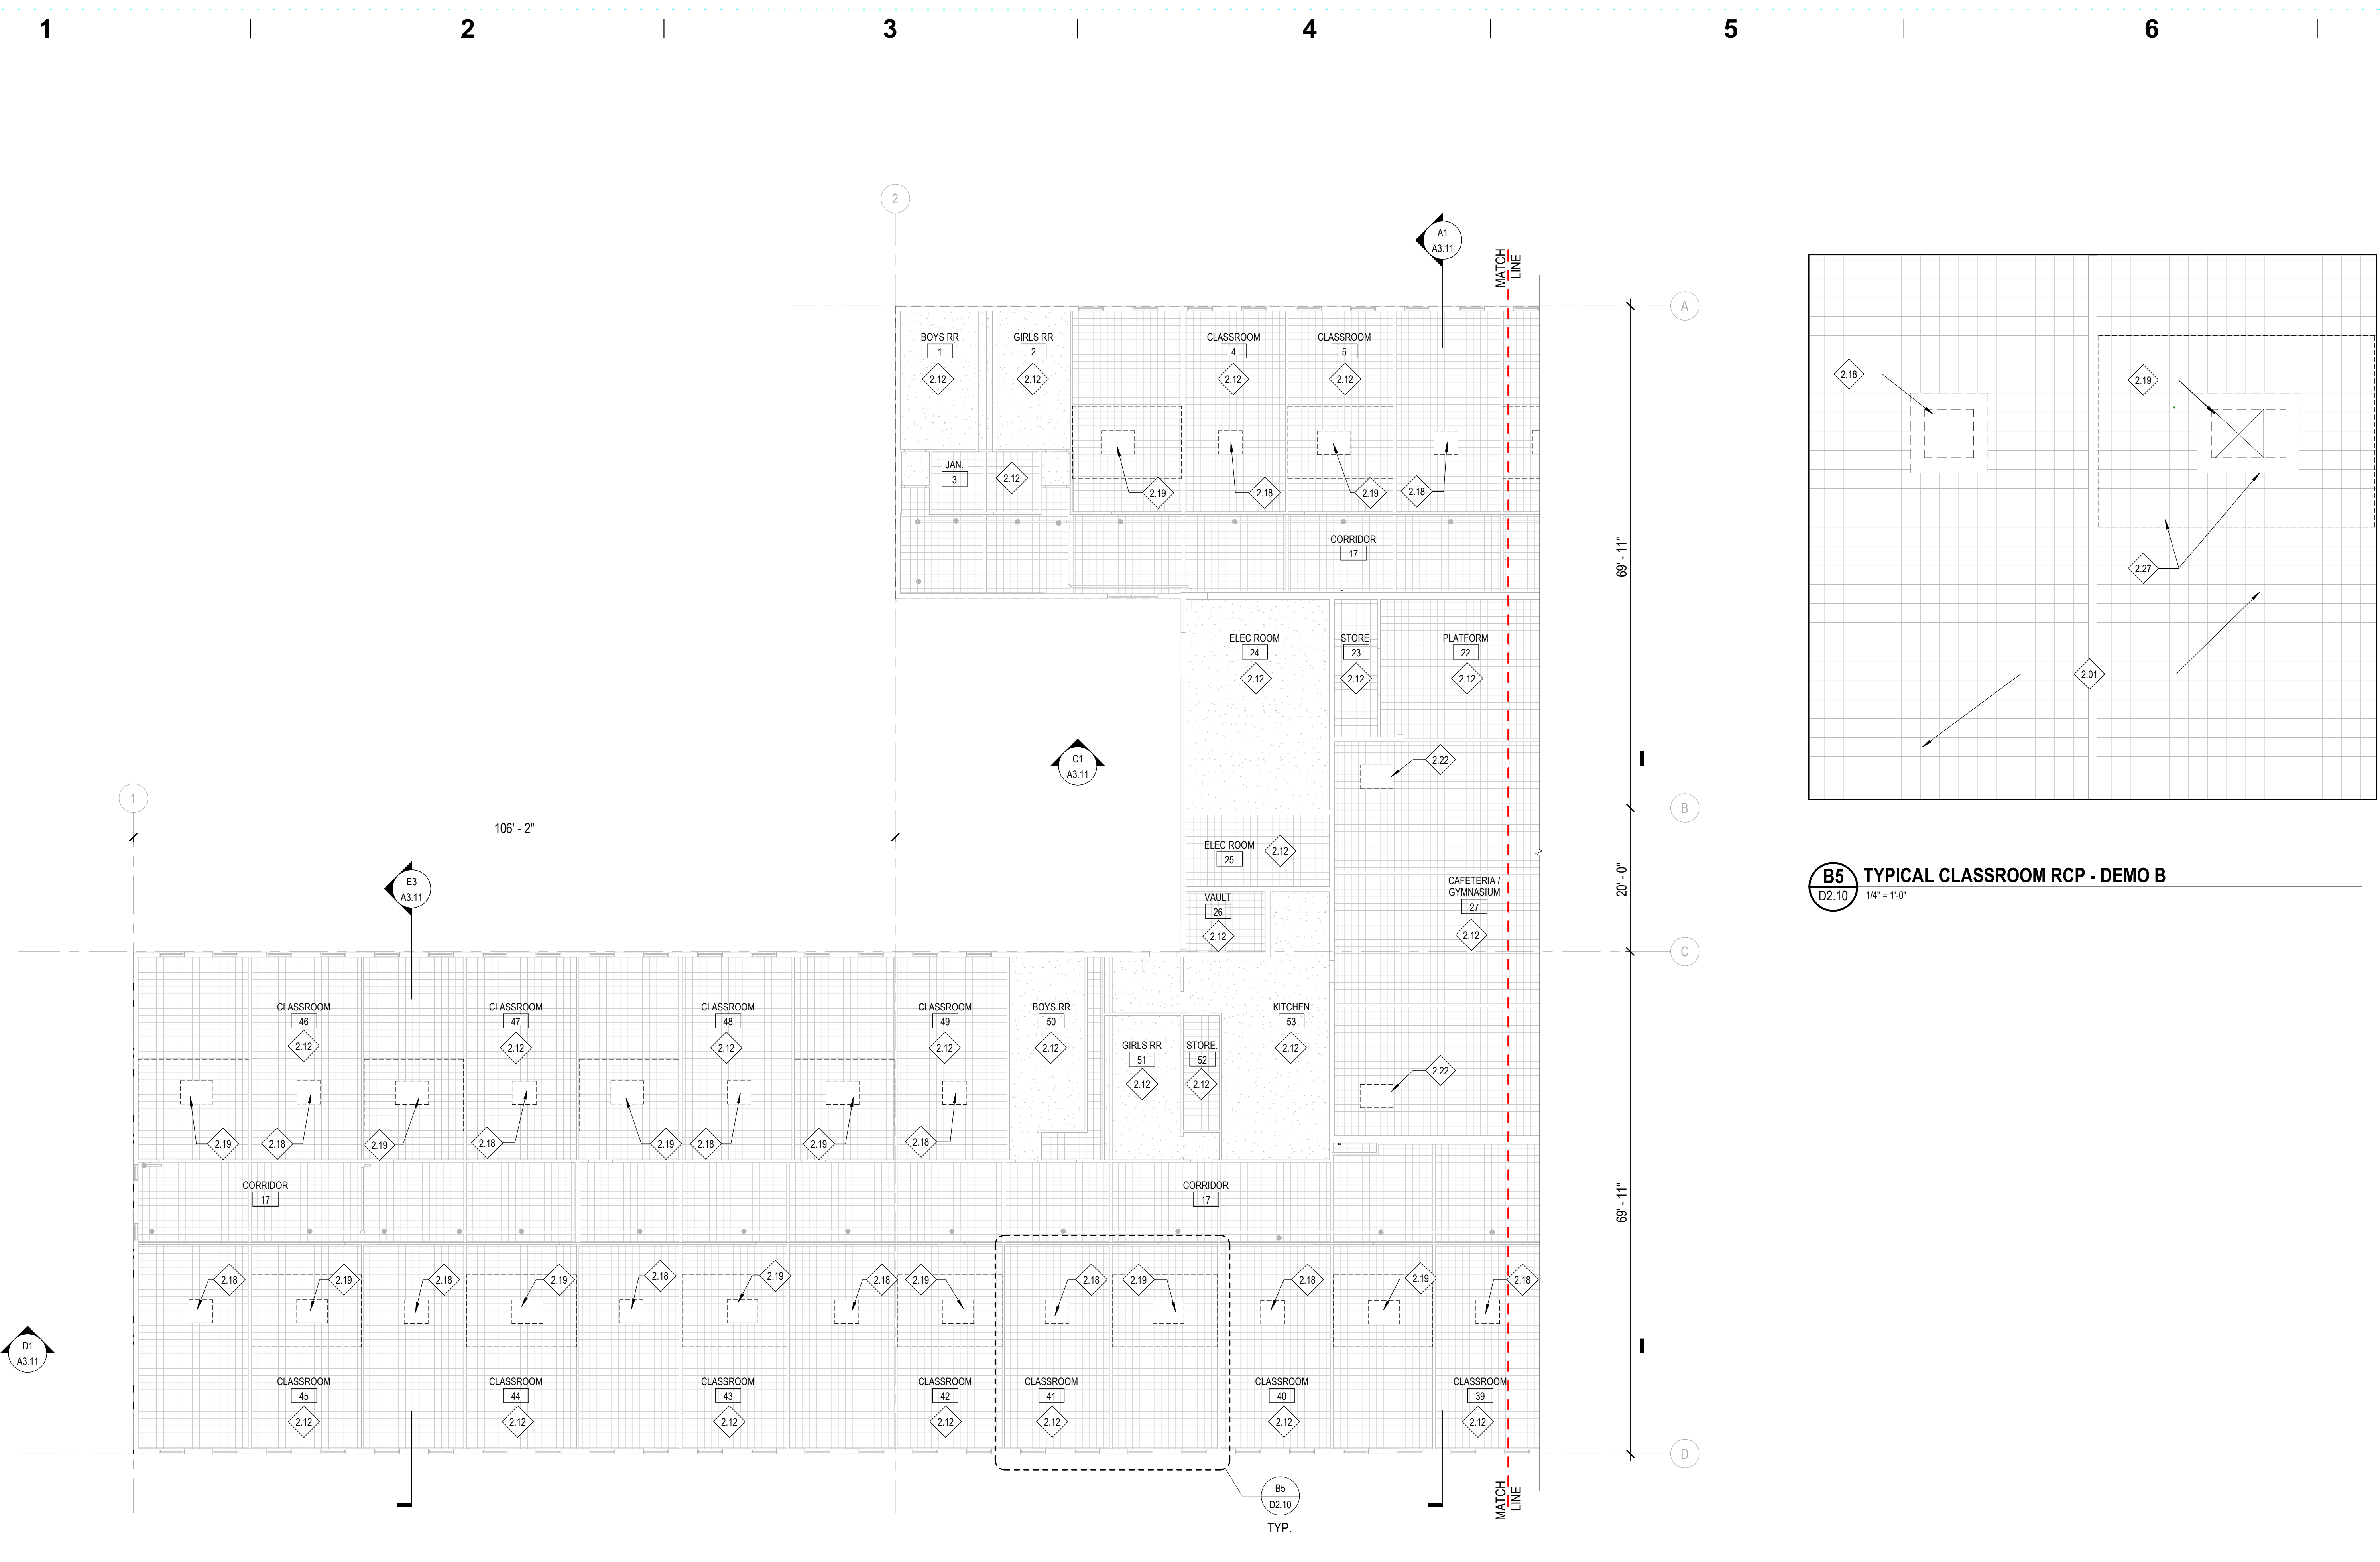 1 2 3 4 5 6
2
A1
A3.11
MATCH
LINE
A
BOYS RR
1
2.12
GIRLS RR
2
2.12
CLASSROOM
4
2.12
CLASSROOM
5
2.12
JAN.
3
2.12
2.19
2.18
2.19
2.18
CORRIDOR
17
69' - 11"
ELEC ROOM
24
2.12
STORE.
23
2.12
PLATFORM
22
2.12
C1
A3.11
2.22
1
B
106' - 2"
ELEC ROOM
25
2.12
E3
A3.11
20' - 0"
VAULT
26
2.12
CAFETERIA /
GYMNASIUM
27
2.12
C
CLASSROOM
46
2.12
CLASSROOM
47
2.12
CLASSROOM
48
2.12
CLASSROOM
49
2.12
BOYS RR
50
2.12
GIRLS RR
51
2.12
STORE.
52
2.12
KITCHEN
53
2.12
2.22
2.19
2.18
2.19
2.18
2.19
2.18
2.19
2.18
CORRIDOR
17
CORRIDOR
17
69' - 11"
2.18
2.19
2.18
2.19
2.18
2.19
2.18
2.19
2.18
2.19
2.18
2.19
2.18
D1
A3.11
CLASSROOM
45
2.12
CLASSROOM
44
2.12
CLASSROOM
43
2.12
CLASSROOM
42
2.12
CLASSROOM
41
2.12
CLASSROOM
40
2.12
CLASSROOM
39
2.12
D
B5
D2.10
TYP.
MATCH
LINE
2.18
2.19
2.27
2.01
B5
D2.10
TYPICAL CLASSROOM RCP - DEMO B
1/4" = 1'-0"